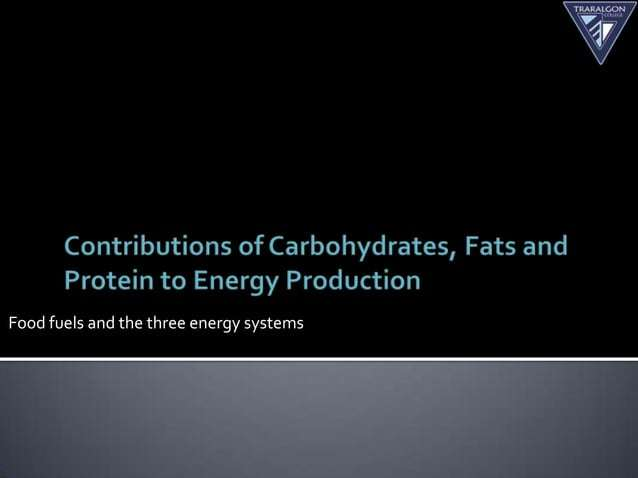 TRARALGON
COLLEGE
Contributions of Carbohydrates, Fats and
Protein to Energy Production
Food fuels and the three energy systems